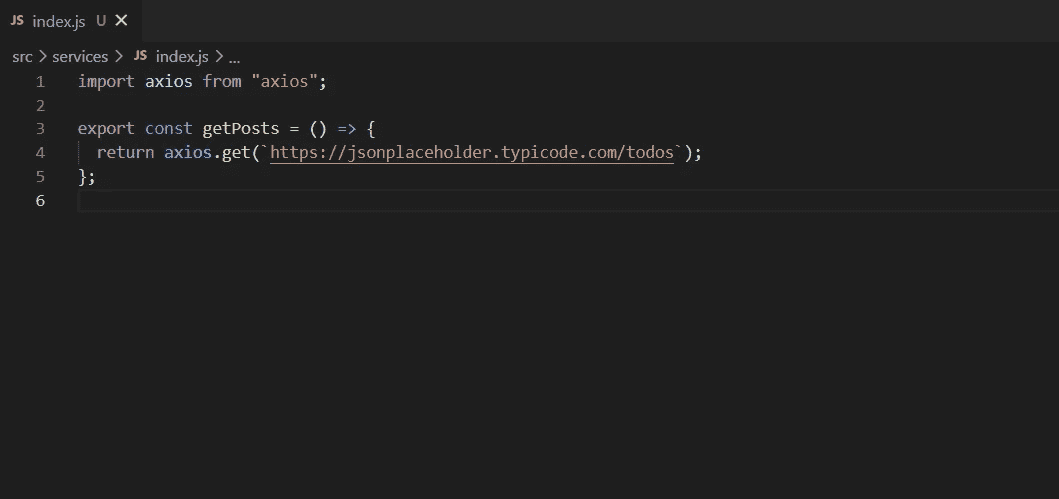 JS index.js U
src > services > JS index.js > ...
1 import axios from "axios";
2
3 export const getPosts = () => {
4   return axios.get(`https://jsonplaceholder.typicode.com/todos`);
5 };
6